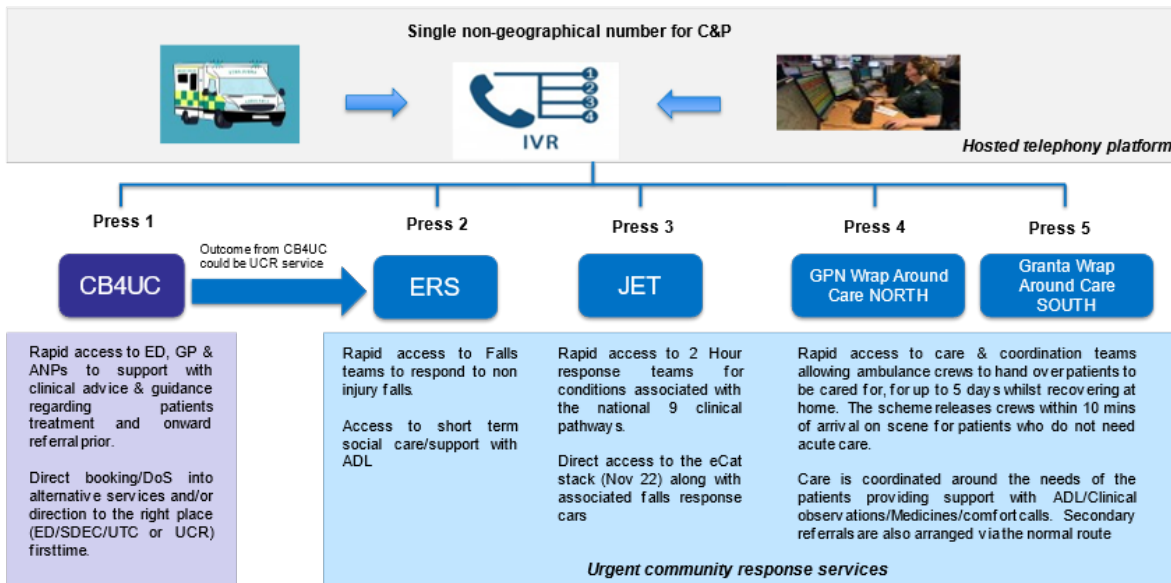 Single non-geographical number for C&P
1
2
3
4
IVR
Hosted telephony platform
Press 1
Press 2
Press 3
Press 4
Press 5
CB4UC
Outcome from CB4UC
could be UCR service
ERS
JET
GPN Wrap Around
Care NORTH
Granta Wrap
Around Care
SOUTH
Rapid access to ED, GP &
ANPs to support with
clinical advice & guidance
regarding patients
treatment and onward
referral prior.
Direct booking/DoS into
alternative services and/or
direction to the right place
(ED/SDEC/UTC or UCR)
firsttime.
Rapid access to Falls
teams to respond to non
injury falls.
Access to short term
social care/support with
ADL
Rapid access to 2 Hour
response teams for
conditions associated with
the national 9 clinical
pathways.
Direct access to the eCat
stack (Nov 22) along with
associated falls response
cars
Rapid access to care & coordination teams
allowing ambulance crews to hand over patients to
be cared for, for up to 5 days whilst recovering at
home. The scheme releases crews within 10 mins
of arrival on scene for patients who do not need
acute care.
Care is coordinated around the needs of the
patients providing support with ADL/Clinical
observations/Medicines/comfort calls. Secondary
referrals are also arranged via the normal route
Urgent community response services